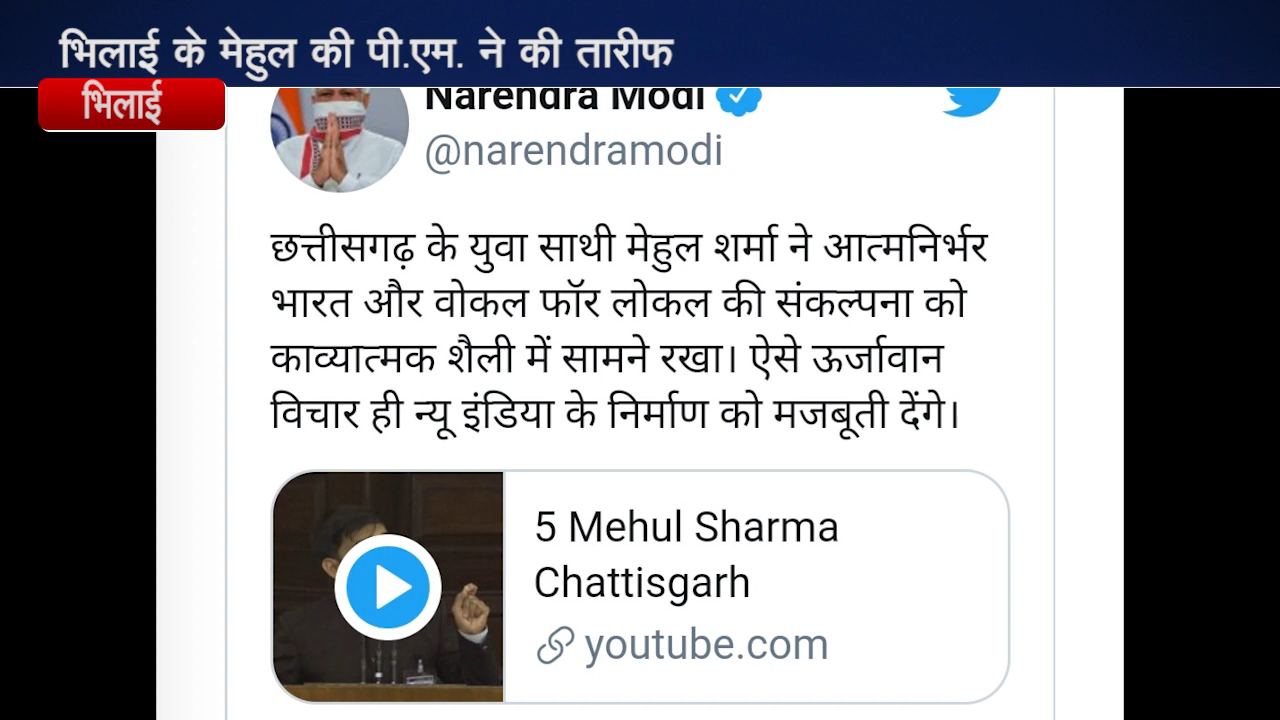 भिलाई के मेहुल की पी.एम. ने की तारीफ
भिलाई
Narendra Modi
@narendramodi
छत्तीसगढ़ के युवा साथी मेहुल शर्मा ने आत्मनिर्भर
भारत और वोकल फॉर लोकल की संकल्पना को
काव्यात्मक शैली में सामने रखा। ऐसे ऊर्जावान
विचार ही न्यू इंडिया के निर्माण को मजबूती देंगे।
5 Mehul Sharma
Chattisgarh
youtube.com